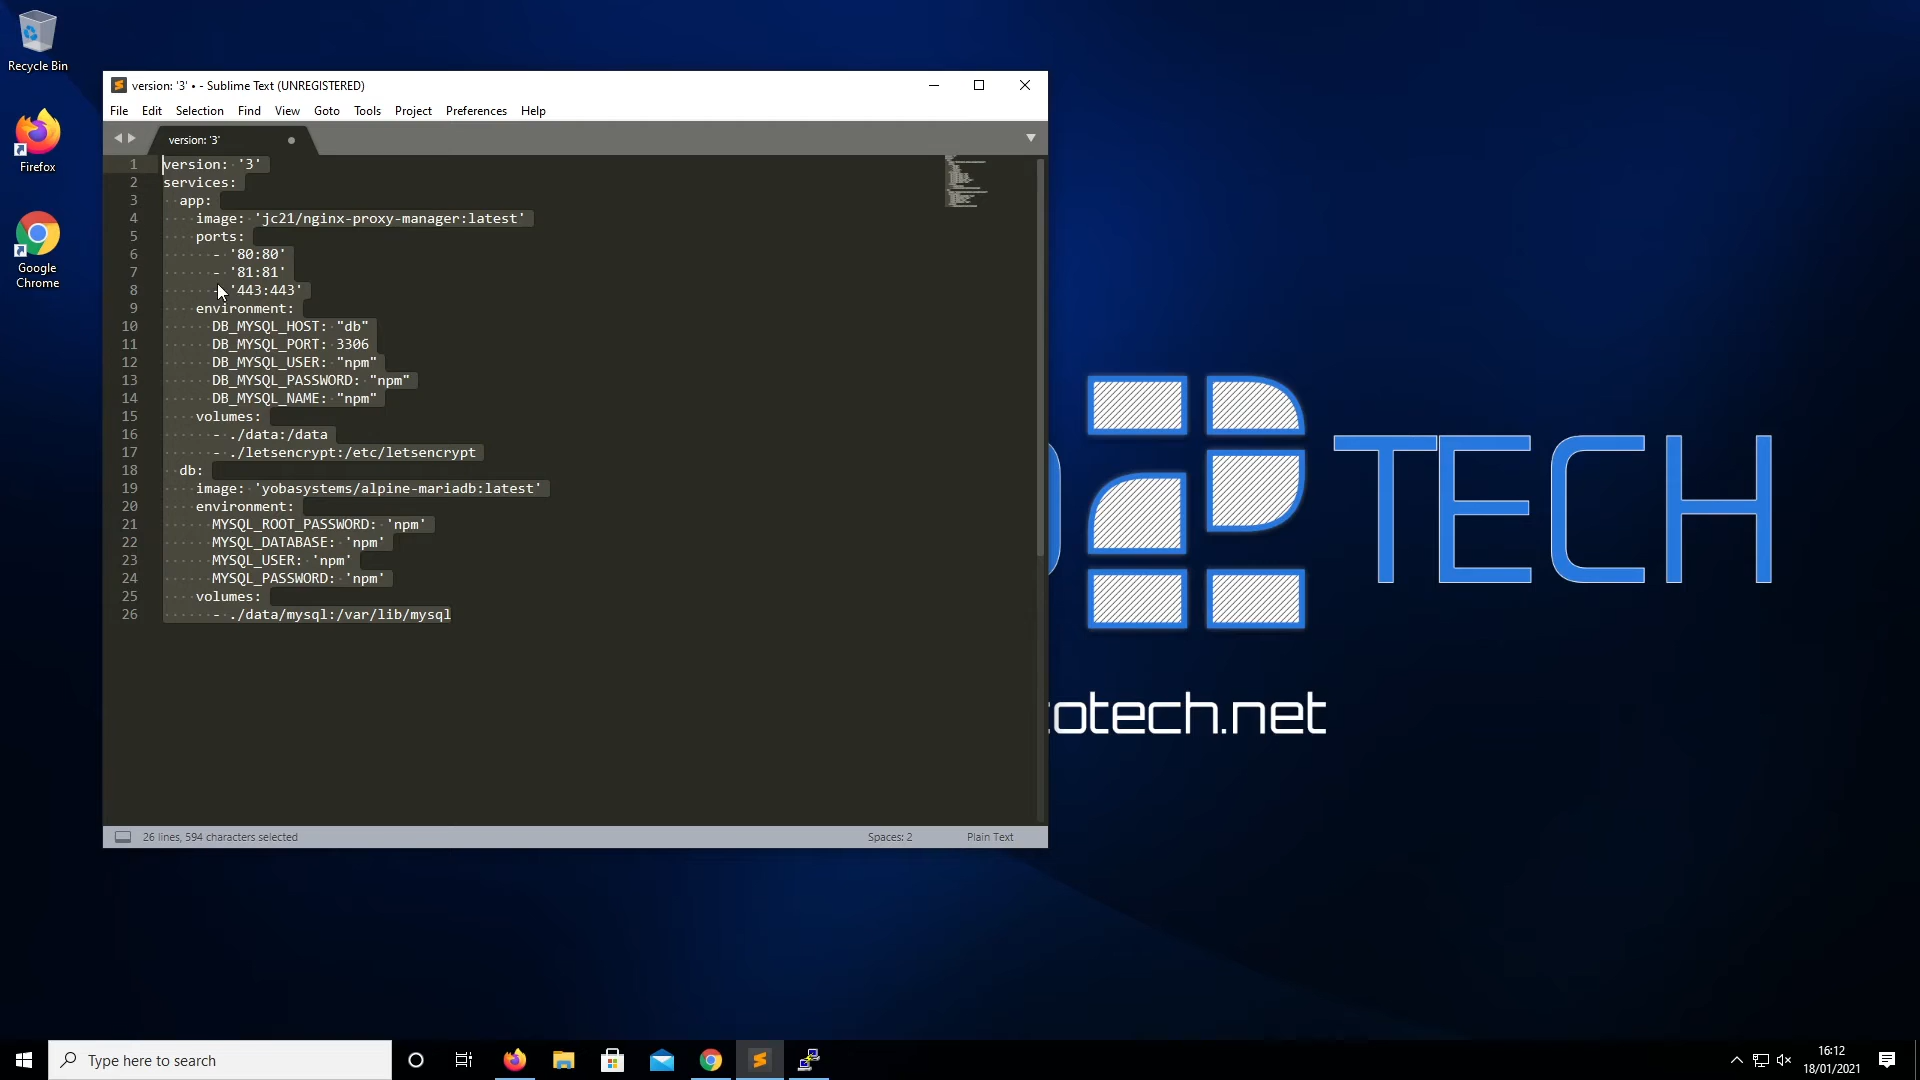 Recycle Bin
Firefox
Google
Chrome
version: '3' • - Sublime Text (UNREGISTERED)
File Edit Selection Find View Goto Tools Project Preferences Help
version: '3'
1 version: '3'
2 services:
3 app:
4 image: 'jc21/nginx-proxy-manager:latest'
5 ports:
6 - '80:80'
7 - '81:81'
8 - '443:443'
9 environment:
10 DB_MYSQL_HOST: "db"
11 DB_MYSQL_PORT: 3306
12 DB_MYSQL_USER: "npm"
13 DB_MYSQL_PASSWORD: "npm"
14 DB_MYSQL_NAME: "npm"
15 volumes:
16 - ./data:/data
17 - ./letsencrypt:/etc/letsencrypt
18 db:
19 image: 'yobasystems/alpine-mariadb:latest'
20 environment:
21 MYSQL_ROOT_PASSWORD: 'npm'
22 MYSQL_DATABASE: 'npm'
23 MYSQL_USER: 'npm'
24 MYSQL_PASSWORD: 'npm'
25 volumes:
26 - ./data/mysql:/var/lib/mysql
26 lines, 594 characters selected Spaces: 2 Plain Text
TECH
otech.net
Type here to search
16:12
18/01/2021